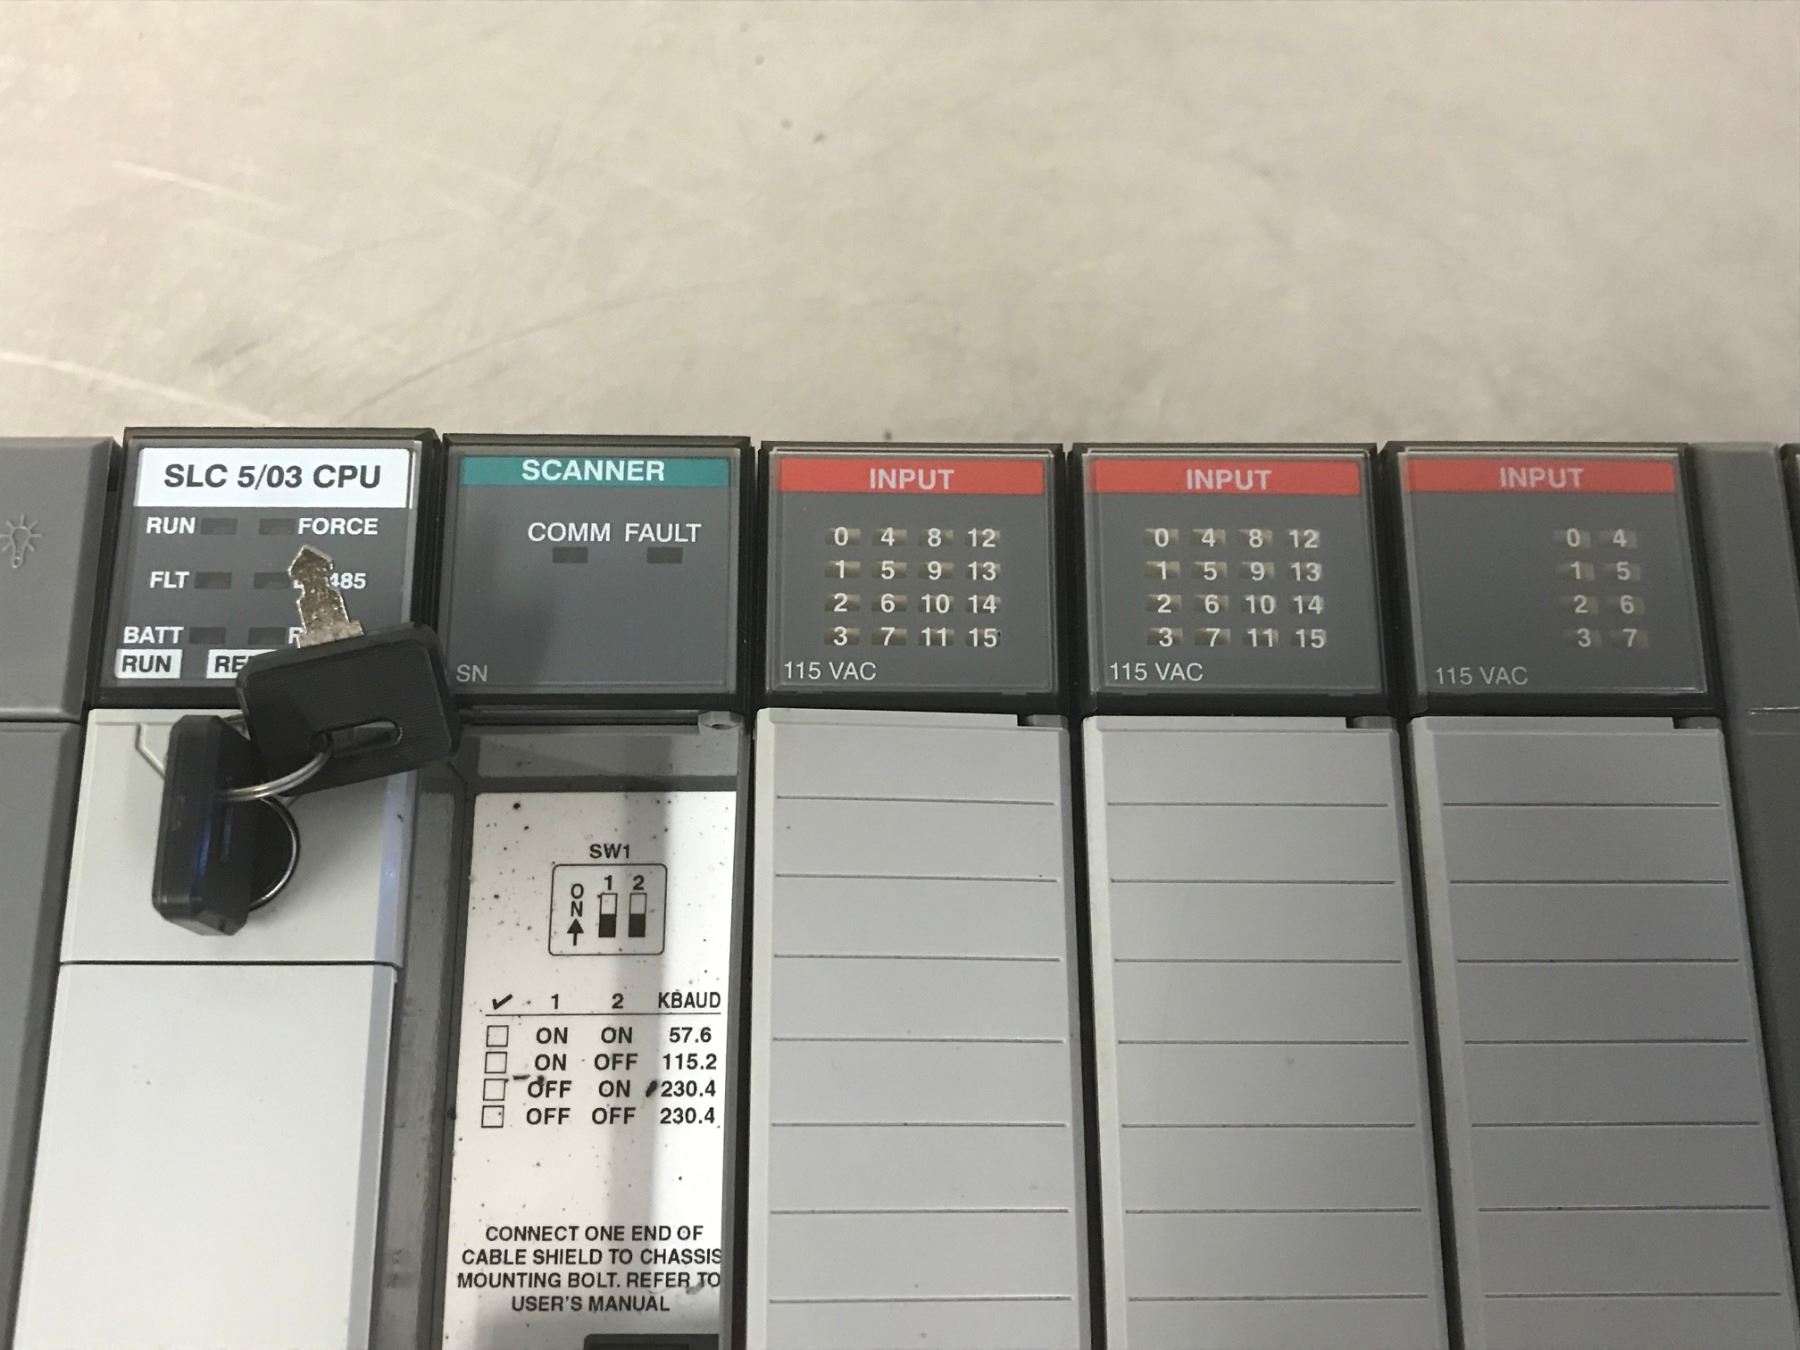 SLC 5/03 CPU
RUN FORCE
FLT 485
BATT
RUN
SCANNER
COMM FAULT
SN
SW1
ON
1 2
✓ 1 2 KBAUD
ON ON 57.6
ON OFF 115.2
OFF ON 230.4
OFF OFF 230.4
CONNECT ONE END OF
CABLE SHIELD TO CHASSIS
MOUNTING BOLT. REFER TO
USER'S MANUAL
INPUT
0 4 8 12
1 5 9 13
2 6 10 14
3 7 11 15
115 VAC
INPUT
0 4 8 12
1 5 9 13
2 6 10 14
3 7 11 15
115 VAC
INPUT
0 4
1 5
2 6
3 7
115 VAC